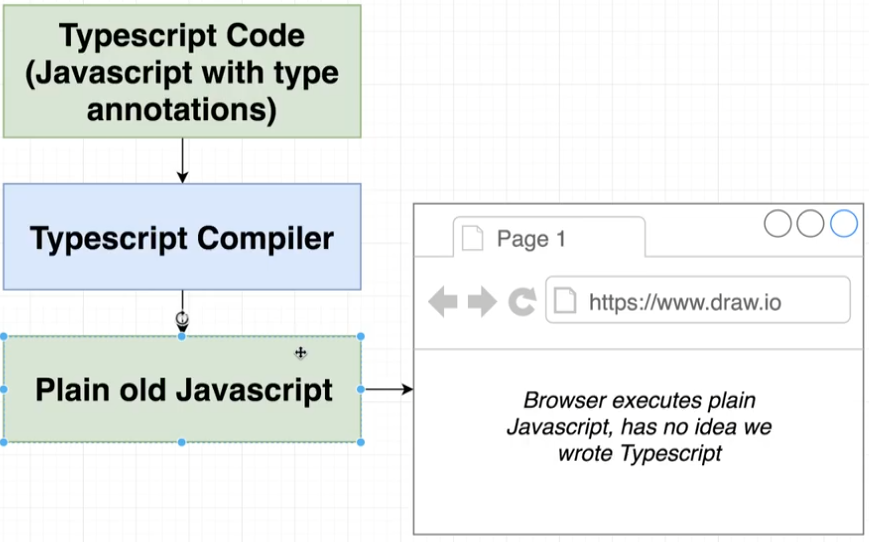 Typescript Code
(Javascript with type
annotations)
Typescript Compiler
Plain old Javascript
Page 1
https://www.draw.io
Browser executes plain
Javascript, has no idea we
wrote Typescript